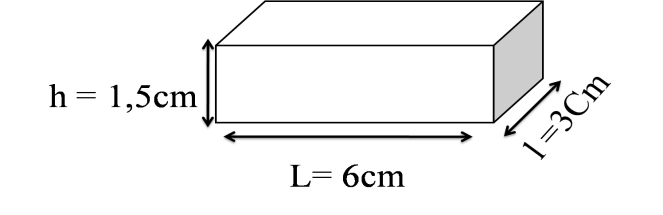 h = 1,5cm
l =3Cm
L= 6cm